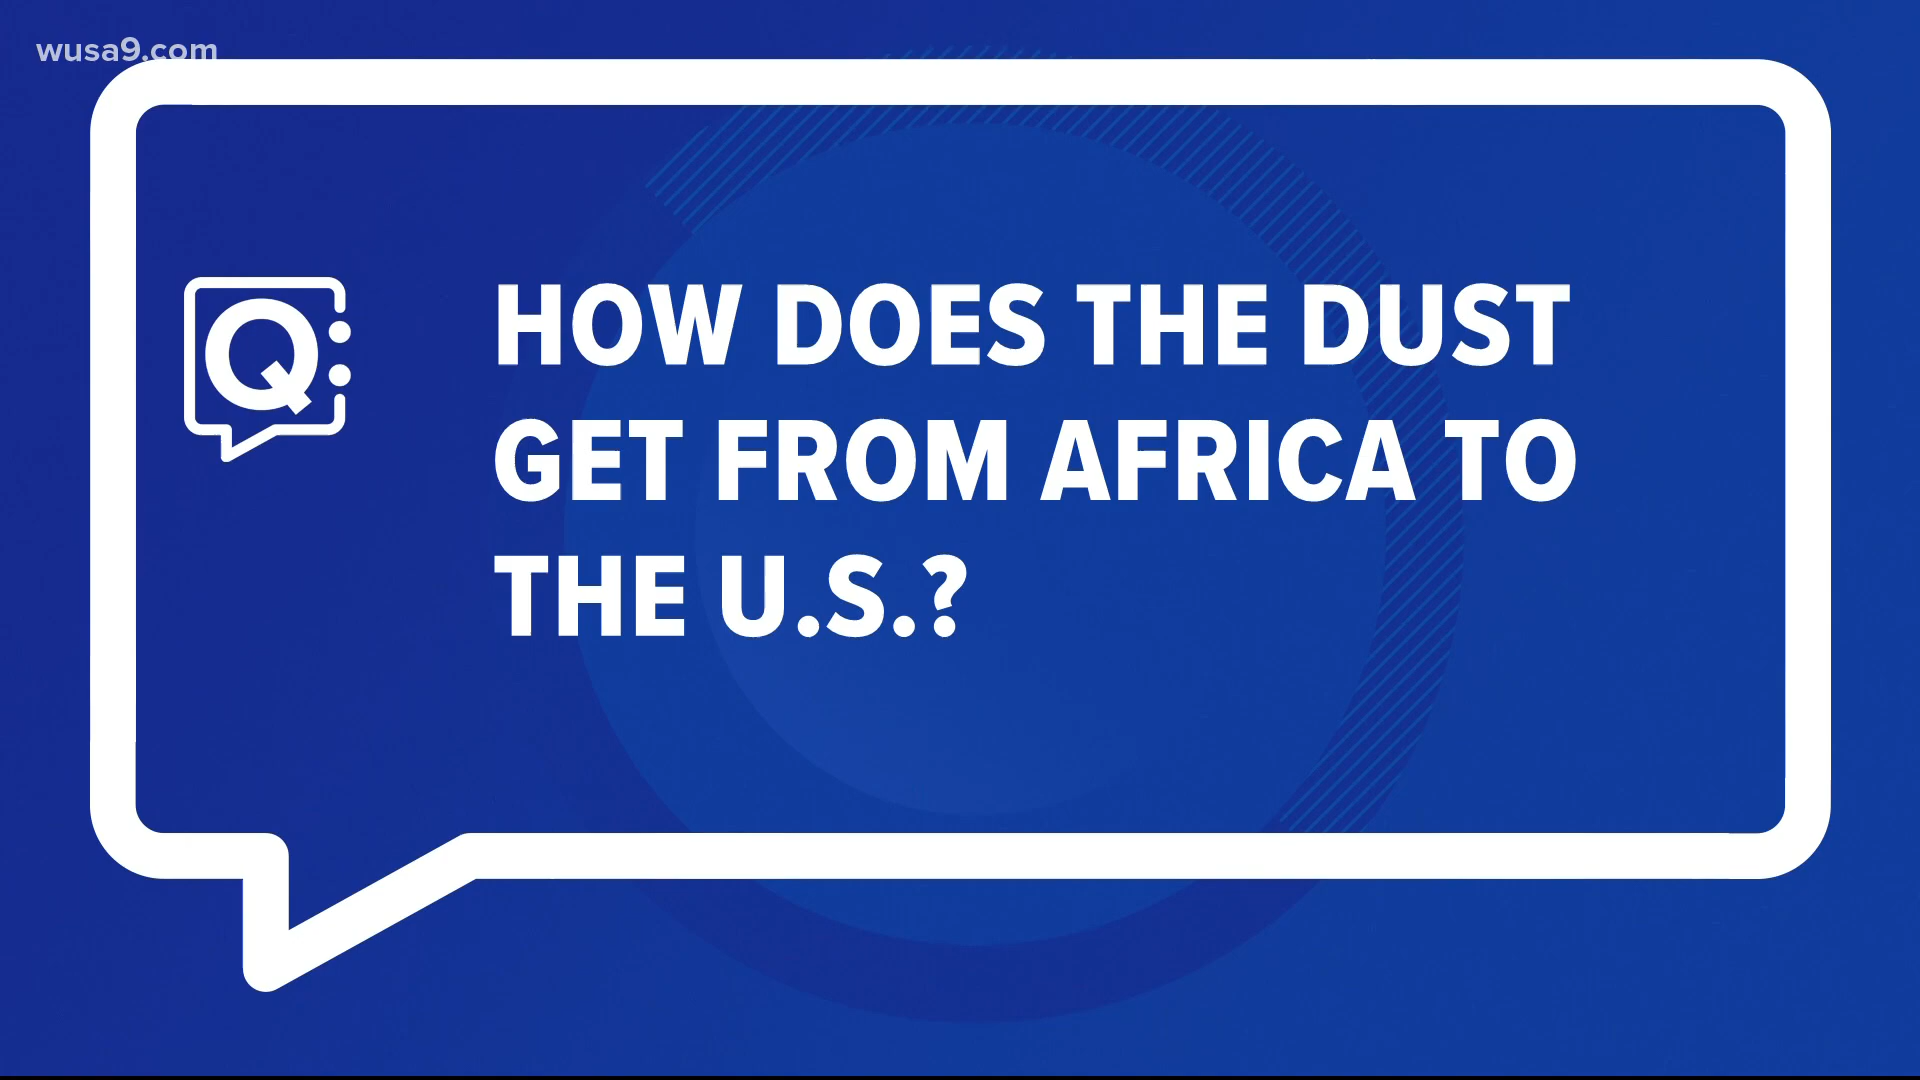 wusa9.com
Q
HOW DOES THE DUST
GET FROM AFRICA TO
THE U.S.?